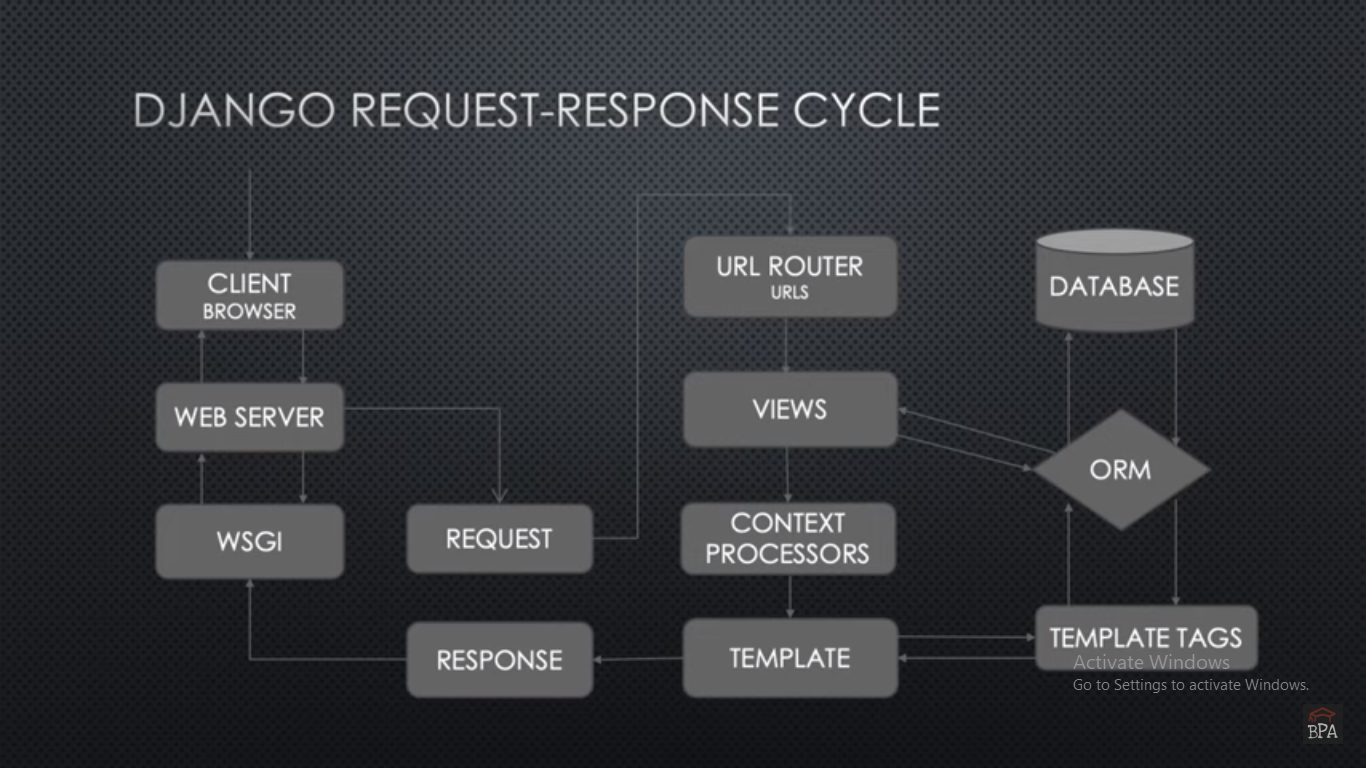 DJANGO REQUEST-RESPONSE CYCLE
CLIENT
BROWSER
WEB SERVER
WSGI
REQUEST
RESPONSE
URL ROUTER
URLS
VIEWS
CONTEXT
PROCESSORS
TEMPLATE
DATABASE
ORM
TEMPLATE TAGS
Activate Windows
Go to Settings to activate Windows.
BPA